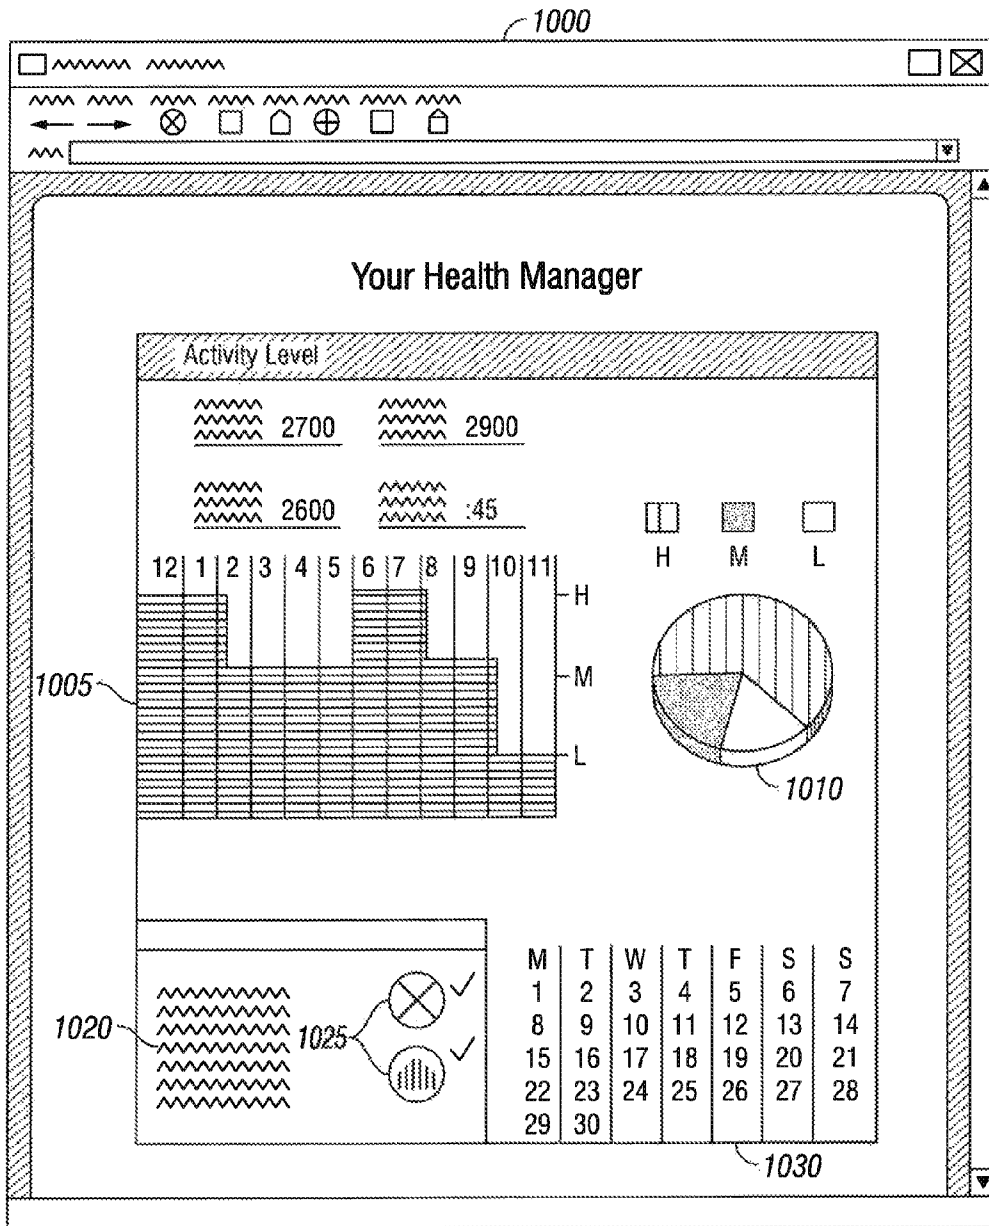 1000
Your Health Manager
Activity Level
2700 2900
2600 :45
H M L
12 1 2 3 4 5 6 7 8 9 10 11
H
M
L
1005
1010
M T W T F S S
1 2 3 4 5 6 7
8 9 10 11 12 13 14
15 16 17 18 19 20 21
22 23 24 25 26 27 28
29 30
1020
1025
1030